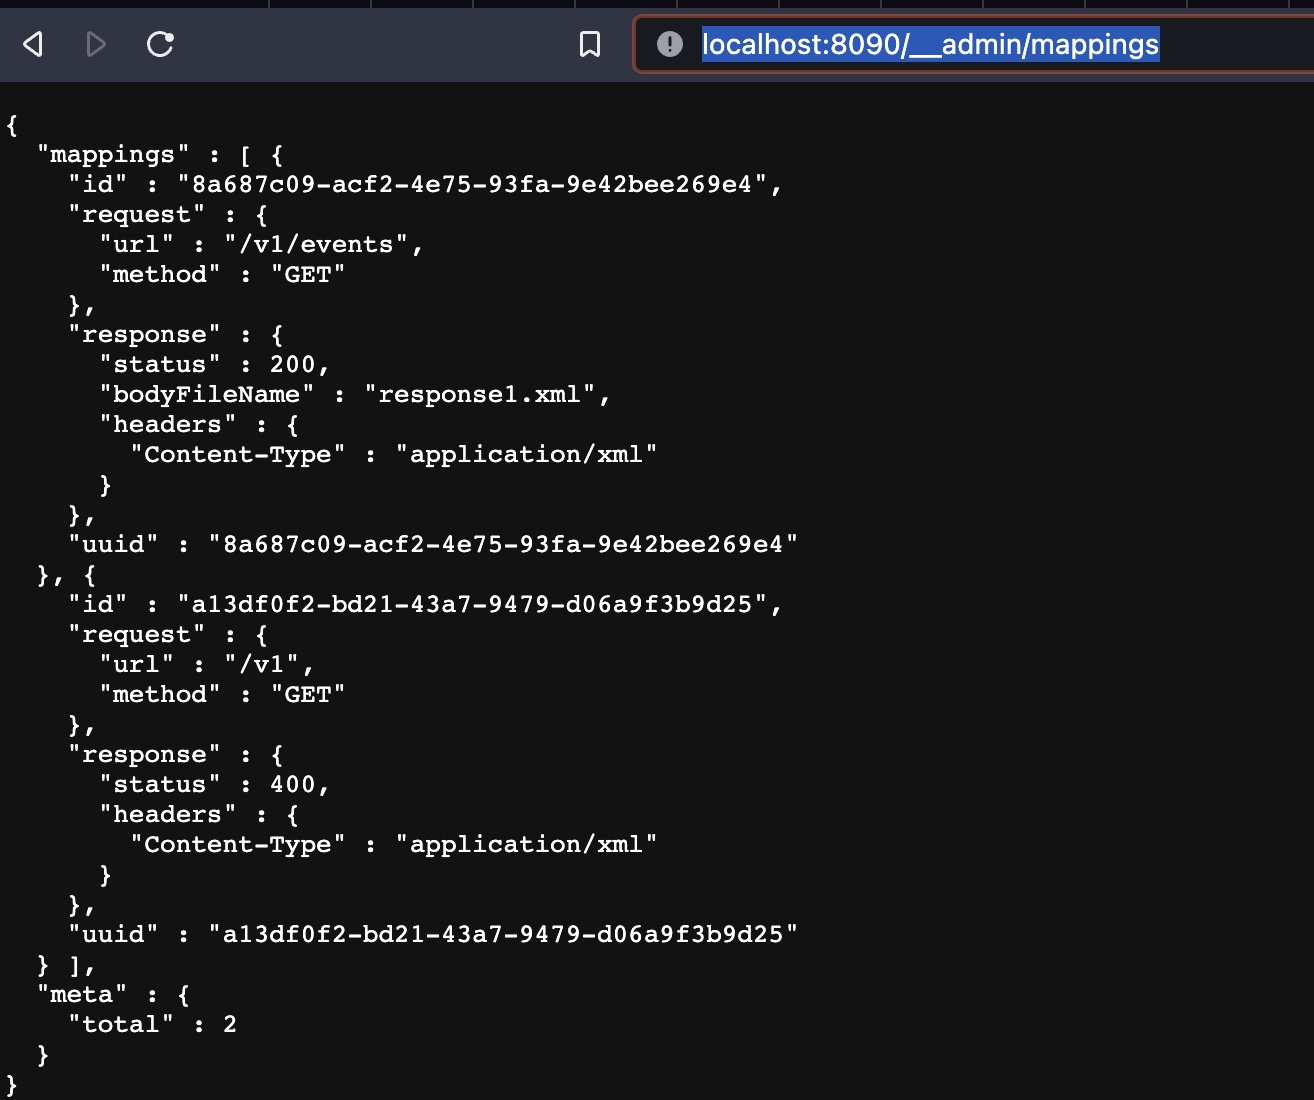 localhost:8090/__admin/mappings
{
  "mappings" : [ {
    "id" : "8a687c09-acf2-4e75-93fa-9e42bee269e4",
    "request" : {
      "url" : "/v1/events",
      "method" : "GET"
    },
    "response" : {
      "status" : 200,
      "bodyFileName" : "response1.xml",
      "headers" : {
        "Content-Type" : "application/xml"
      }
    },
    "uuid" : "8a687c09-acf2-4e75-93fa-9e42bee269e4"
  }, {
    "id" : "a13df0f2-bd21-43a7-9479-d06a9f3b9d25",
    "request" : {
      "url" : "/v1",
      "method" : "GET"
    },
    "response" : {
      "status" : 400,
      "headers" : {
        "Content-Type" : "application/xml"
      }
    },
    "uuid" : "a13df0f2-bd21-43a7-9479-d06a9f3b9d25"
  } ],
  "meta" : {
    "total" : 2
  }
}